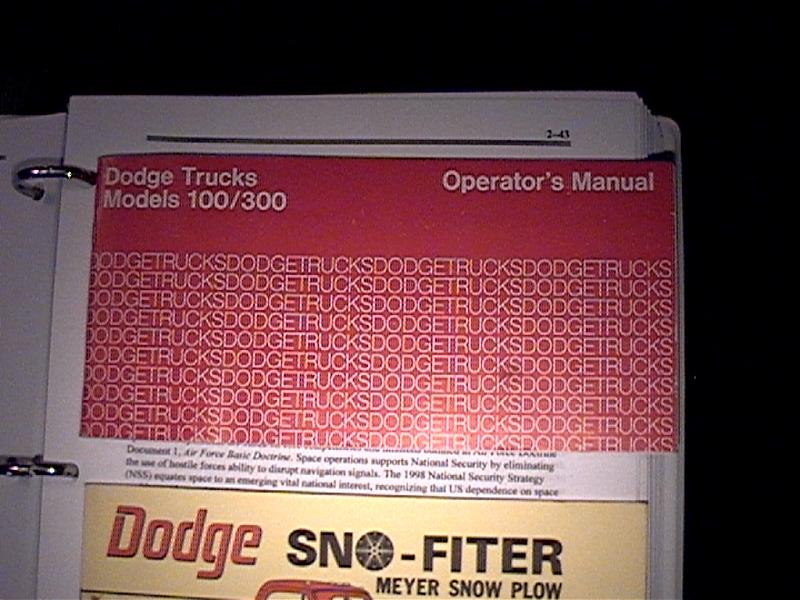 2-43
Dodge Trucks
Models 100/300
Operator's Manual
DODGETRUCKSDODGETRUCKSDODGETRUCKSDODGETRUCKS
DODGETRUCKSDODGETRUCKSDODGETRUCKSDODGETRUCKS
DODGETRUCKSDODGETRUCKSDODGETRUCKSDODGETRUCKS
DODGETRUCKSDODGETRUCKSDODGETRUCKSDODGETRUCKS
DODGETRUCKSDODGETRUCKSDODGETRUCKSDODGETRUCKS
DODGETRUCKSDODGETRUCKSDODGETRUCKSDODGETRUCKS
DODGETRUCKSDODGETRUCKSDODGETRUCKSDODGETRUCKS
DODGETRUCKSDODGETRUCKSDODGETRUCKSDODGETRUCKS
DODGETRUCKSDODGETRUCKSDODGETRUCKSDODGETRUCKS
DODGETRUCKSDODGETRUCKSDODGETRUCKSDODGETRUCKS
Document 1, Air Force Basic Doctrine. Space operations supports National Security by eliminating
the use of hostile forces ability to disrupt navigation signals. The 1998 National Security Strategy
(NSS) equates space to an emerging vital national interest, recognizing that US dependence on space
Dodge SNO-FITER
MEYER SNOW PLOW